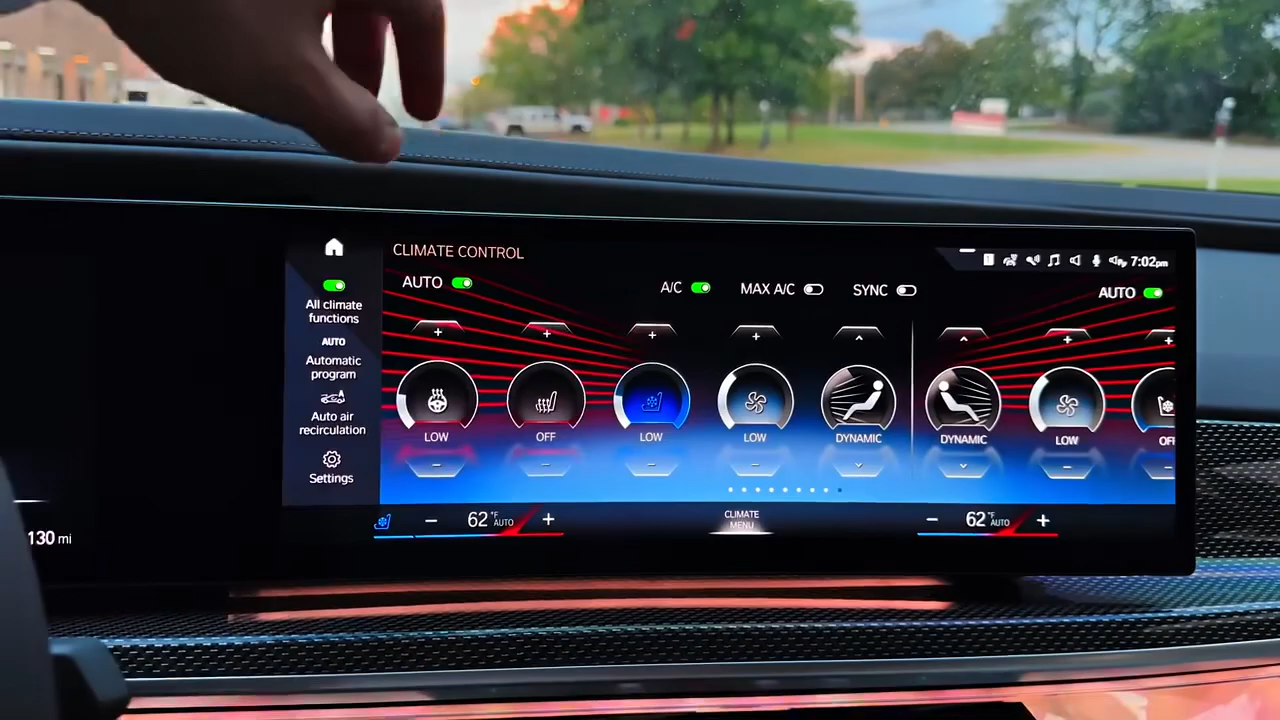 CLIMATE CONTROL
7:02pm
AUTO
A/C
MAX A/C
SYNC
AUTO
All climate
functions
AUTO
Automatic
program
Auto air
recirculation
Settings
+
+
+
+
+
+
LOW
OFF
LOW
LOW
DYNAMIC
DYNAMIC
LOW
OFF
−
−
−
−
−
−
− 62 °F AUTO +
CLIMATE
MENU
− 62 °F AUTO +
130 mi